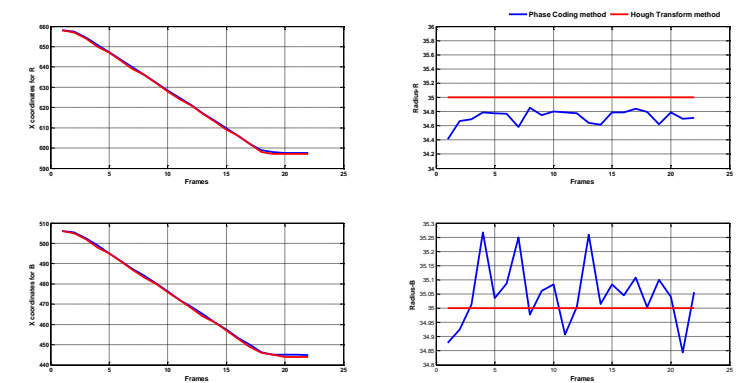 Phase Coding method Hough Transform method
660
650
640
630
620
610
600
590
0 5 10 15 20 25
X coordinates for R
Frames
36
35.8
35.6
35.4
35.2
35
34.8
34.6
34.4
34.2
34
0 5 10 15 20 25
Radius-R
Frames
510
500
490
480
470
460
450
440
0 5 10 15 20 25
X coordinates for B
Frames
35.3
35.25
35.2
35.15
35.1
35.05
35
34.95
34.9
34.85
34.8
0 5 10 15 20 25
Radius-B
Frames